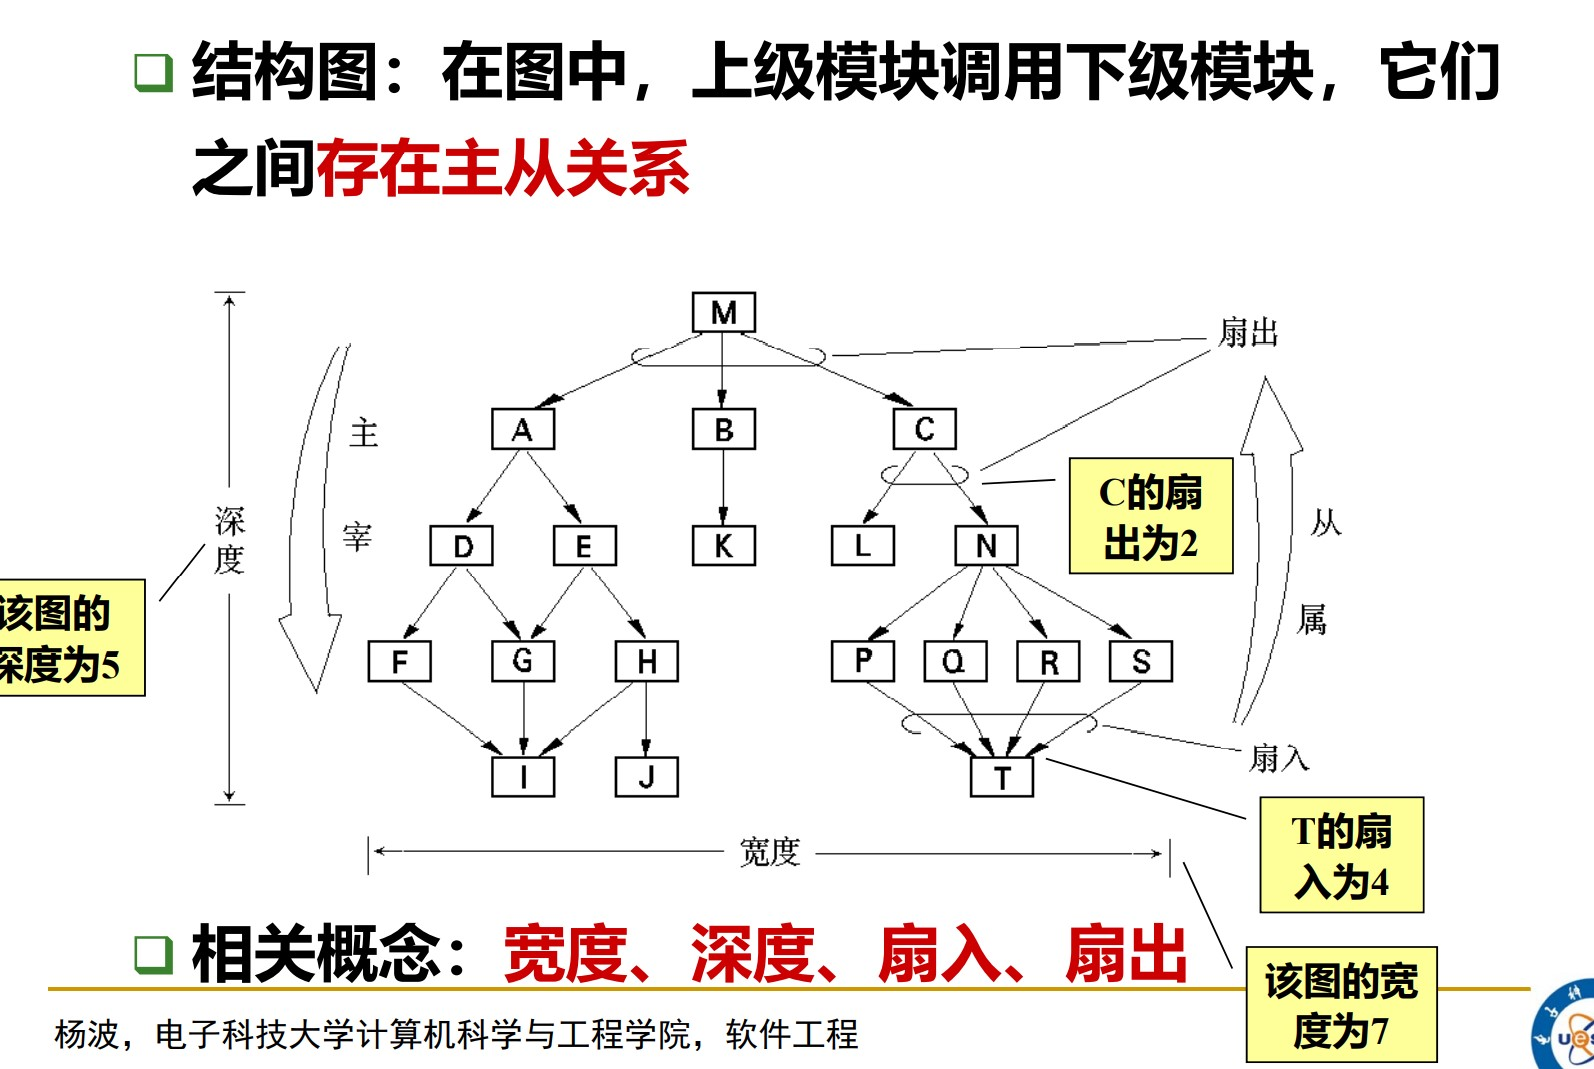 结构图：在图中，上级模块调用下级模块，它们
之间存在主从关系
M
扇出
主
A
B
C
C的扇
出为2
深
度
宰
从
D
E
K
L
N
该图的
深度为5
属
F
G
H
P
Q
R
S
扇入
I
J
T
T的扇
入为4
宽度
相关概念：宽度、深度、扇入、扇出
该图的宽
度为7
杨波，电子科技大学计算机科学与工程学院，软件工程